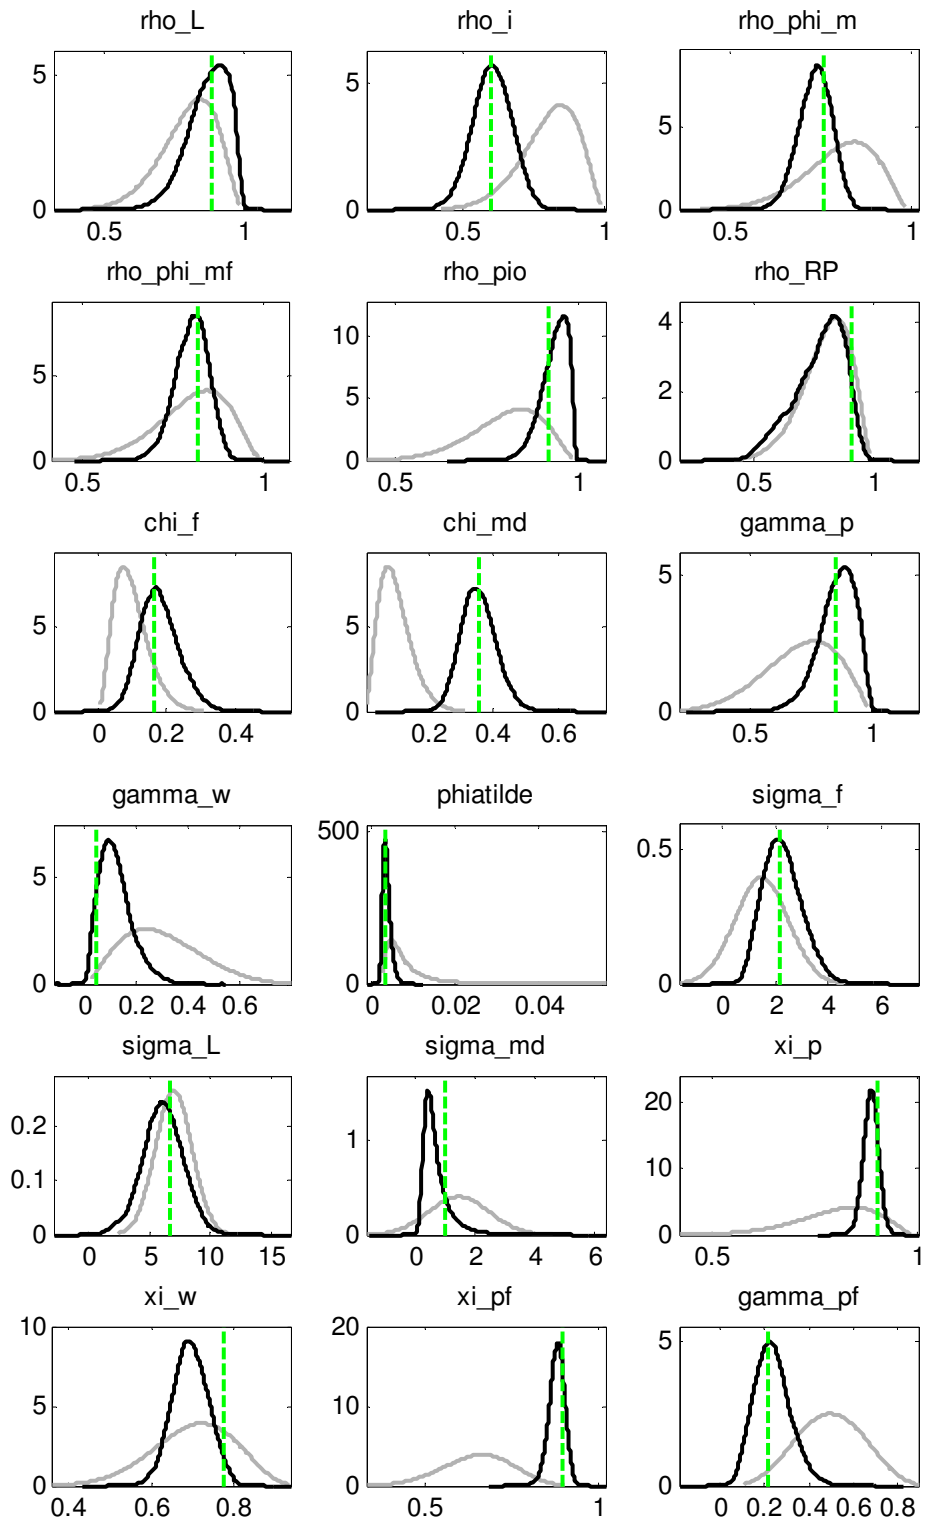 rho_L rho_i rho_phi_m
5 5 5
0 0 0
0.5 1 0.5 1 0.5 1
rho_phi_mf rho_pio rho_RP
5 10 5 0 4 2 0
0
0.5 1 0.5 1 0.5 1
chi_f chi_md gamma_p
5 5 5
0 0 0
0 0.2 0.4 0.2 0.4 0.6 0.5 1
gamma_w phiatilde sigma_f
5 500 0.5
0 0 0
0 0.2 0.4 0.6 0 0.02 0.04 0 2 4 6
sigma_L sigma_md xi_p
0.2 1 20
0.1 10
0 0 0
0 5 10 15 0 2 4 6 0.5 1
xi_w xi_pf gamma_pf
10 20
5 10 5
0 0 0
0.4 0.6 0.8 0.5 1 0 0.2 0.4 0.6 0.8